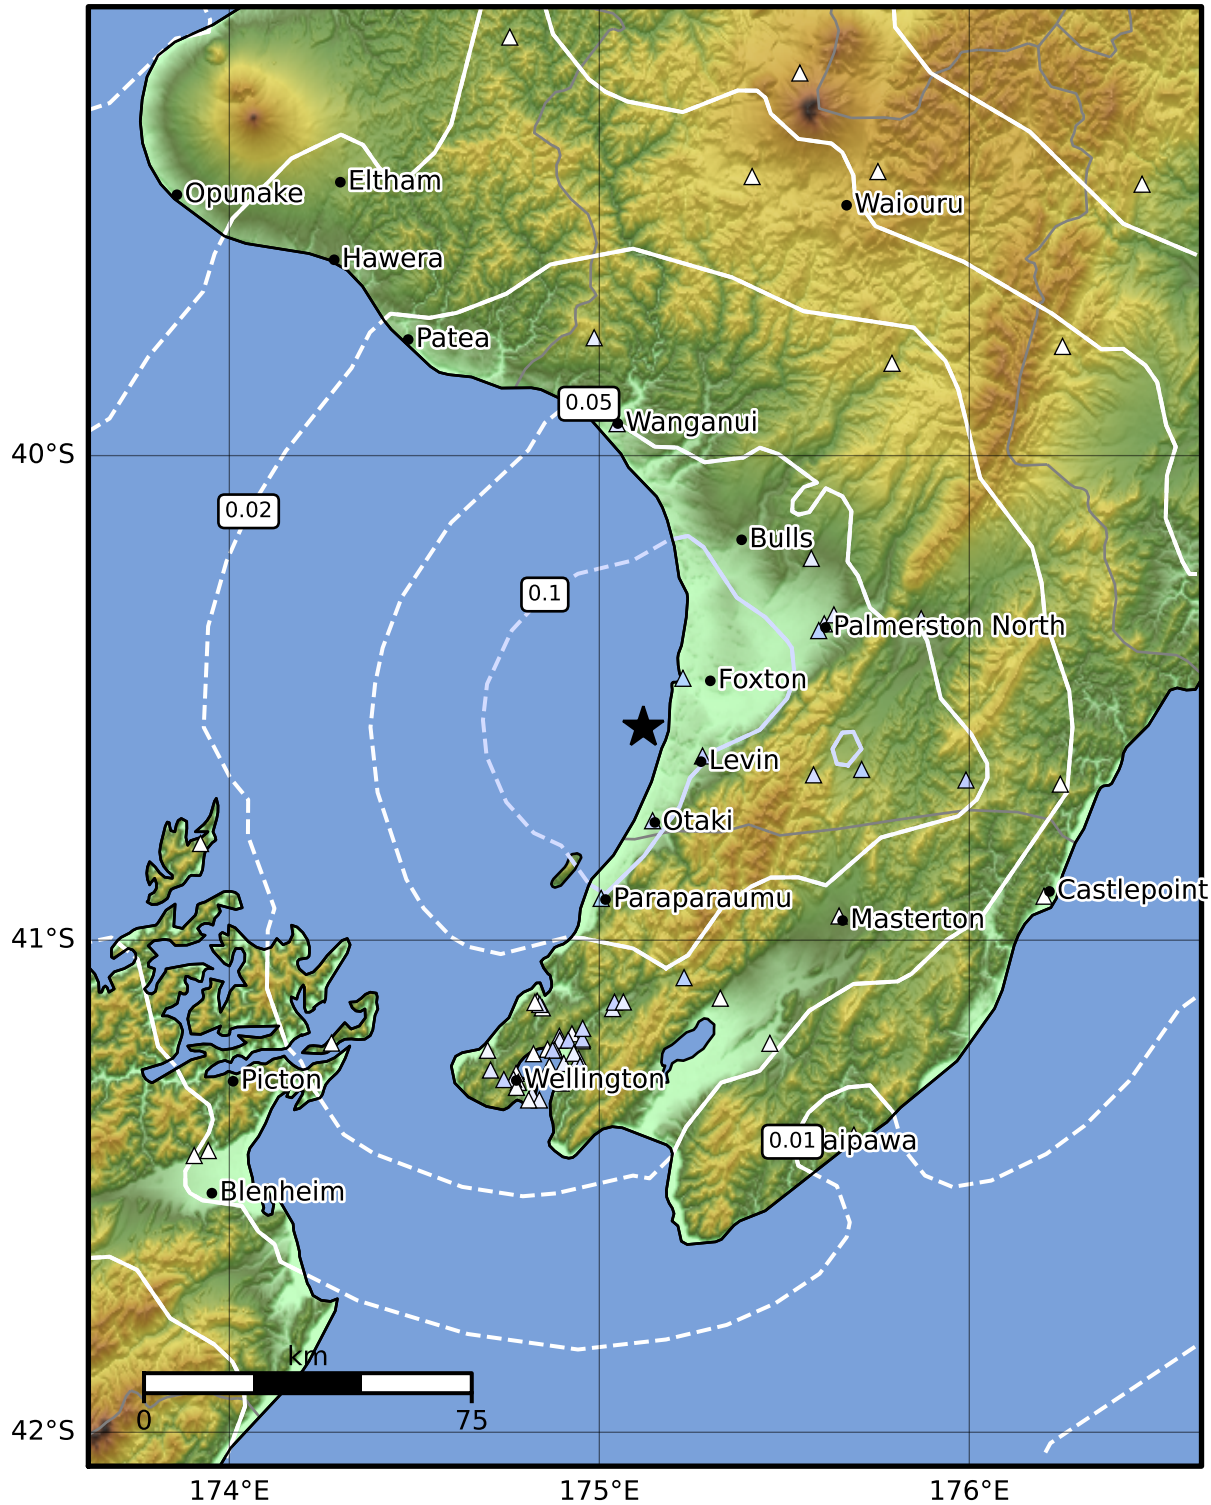 Opunake
Eltham
Waiouru
Hawera
Patea
0.05
Wanganui
40°S
0.02
Bulls
0.1
Palmerston North
Foxton
Levin
Otaki
Paraparaumu
Castlepoint
Masterton
41°S
Wellington
Picton
0.01
aipawa
Blenheim
km
0
75
42°S
174°E
175°E
176°E